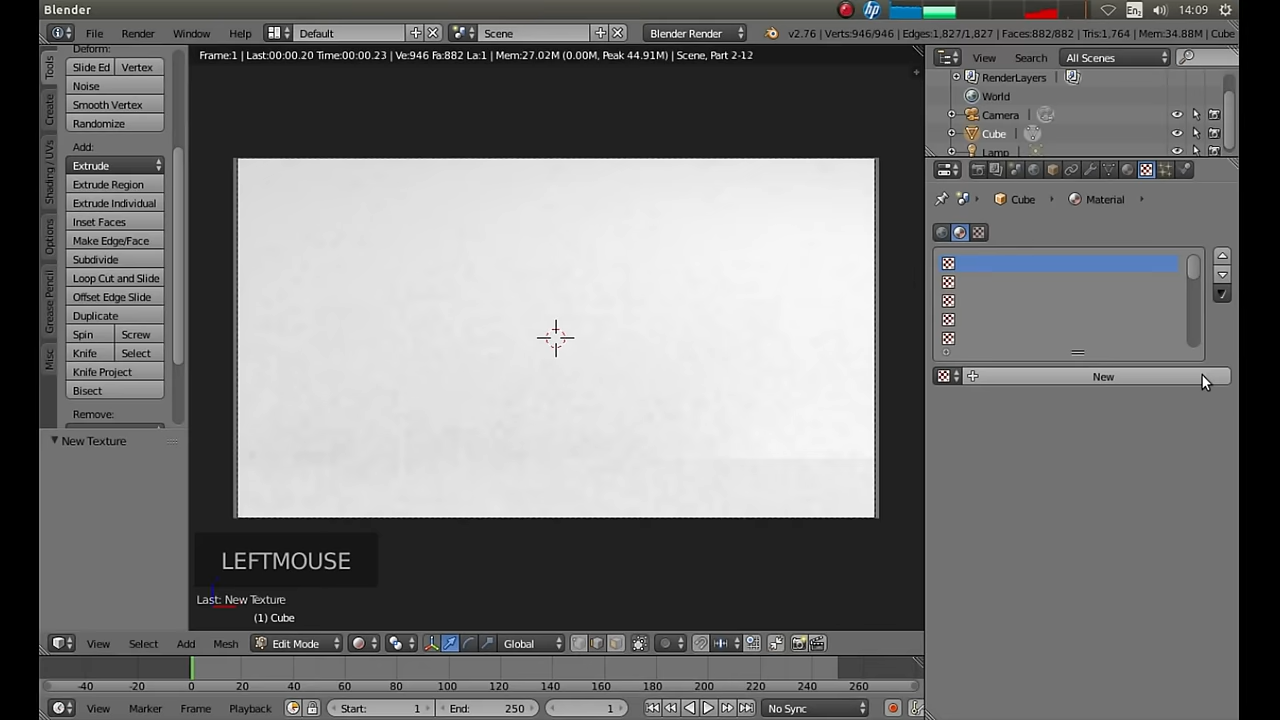 Blender
En₂ 14:09
File Render Window Help Default Scene Blender Render v2.76 | Verts:946/946 | Edges:1,827/1,827 | Faces:882/882 | Tris:1,764 | Mem:34.88M | Cube
Frame:1 | Last:00:00.20 Time:00:00.23 | Ve:946 Fa:882 La:1 | Mem:27.02M (0.00M, Peak 44.91M) | Scene, Part 2-12
View Search All Scenes
RenderLayers
World
Camera
Cube
Lamp
Cube Material
New
Tools
Create
Shading / UVs
Options
Grease Pencil
Misc
Deform:
Slide Ed Vertex
Noise
Smooth Vertex
Randomize
Add:
Extrude
Extrude Region
Extrude Individual
Inset Faces
Make Edge/Face
Subdivide
Loop Cut and Slide
Offset Edge Slide
Duplicate
Spin Screw
Knife Select
Knife Project
Bisect
Remove:
New Texture
LEFTMOUSE
Last: New Texture
(1) Cube
View Select Add Mesh Edit Mode Global
-40 -20 0 20 40 60 80 100 120 140 160 180 200 220 240 260
View Marker Frame Playback Start: 1 End: 250 1 No Sync